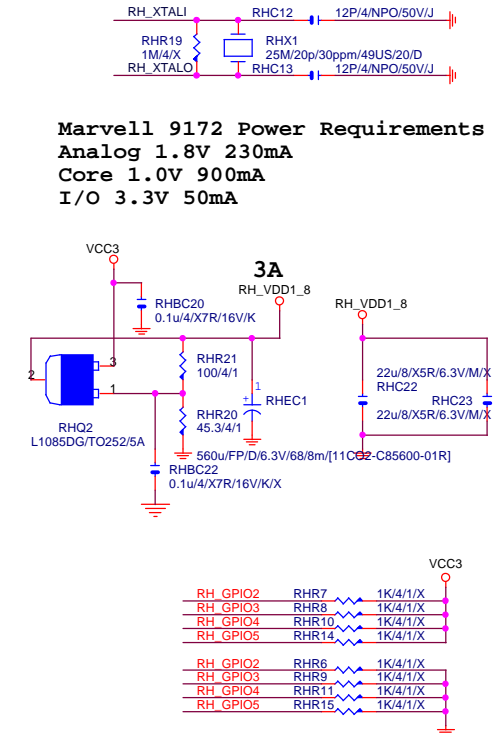 RH_XTALI RHC12 12P/4/NPO/50V/J
RHR19 RHX1
1M/4/X 25M/20p/30ppm/49US/20/D
RH_XTALO RHC13 12P/4/NPO/50V/J
Marvell 9172 Power Requirements
Analog 1.8V 230mA
Core 1.0V 900mA
I/O 3.3V 50mA
VCC3
3A
RH_VDD1_8
RH_VDD1_8
RHBC20
0.1u/4/X7R/16V/K
3
RHR21
100/4/1
2
1
22u/8/X5R/6.3V/M/X
RHC22
RHC23
22u/8/X5R/6.3V/M/X
1
+
RHEC1
RHR20
45.3/4/1
RHQ2
L1085DG/TO252/5A
560u/FP/D/6.3V/68/8m/[11CO2-C85600-01R]
RHBC22
0.1u/4/X7R/16V/K/X
VCC3
RH_GPIO2 RHR7 1K/4/1/X
RH_GPIO3 RHR8 1K/4/1/X
RH_GPIO4 RHR10 1K/4/1/X
RH_GPIO5 RHR14 1K/4/1/X
RH_GPIO2 RHR6 1K/4/1/X
RH_GPIO3 RHR9 1K/4/1/X
RH_GPIO4 RHR11 1K/4/1/X
RH_GPIO5 RHR15 1K/4/1/X